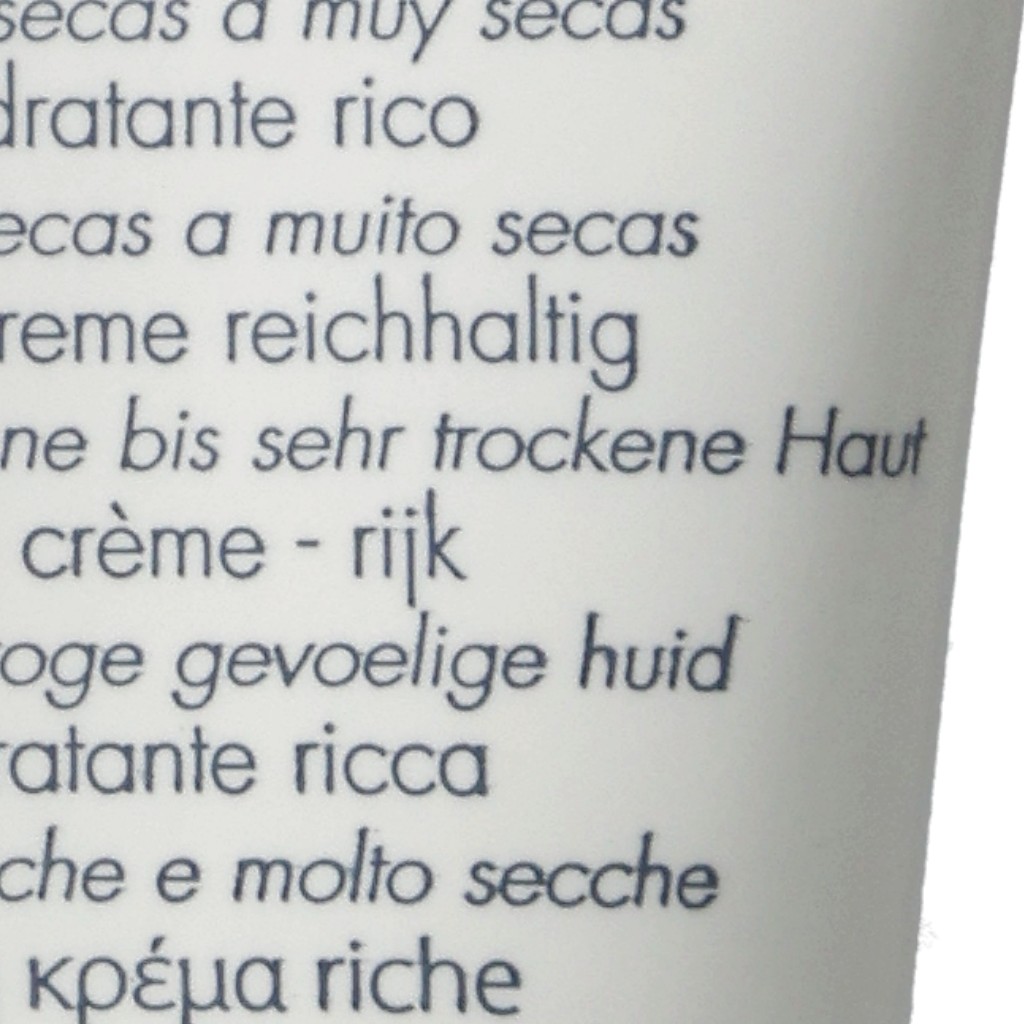 secas a muy secas
dratante rico
ecas a muito secas
reme reichhaltig
ne bis sehr trockene Haut
crème - rijk
roge gevoelige huid
ratante ricca
che e molto secche
κρέμα riche